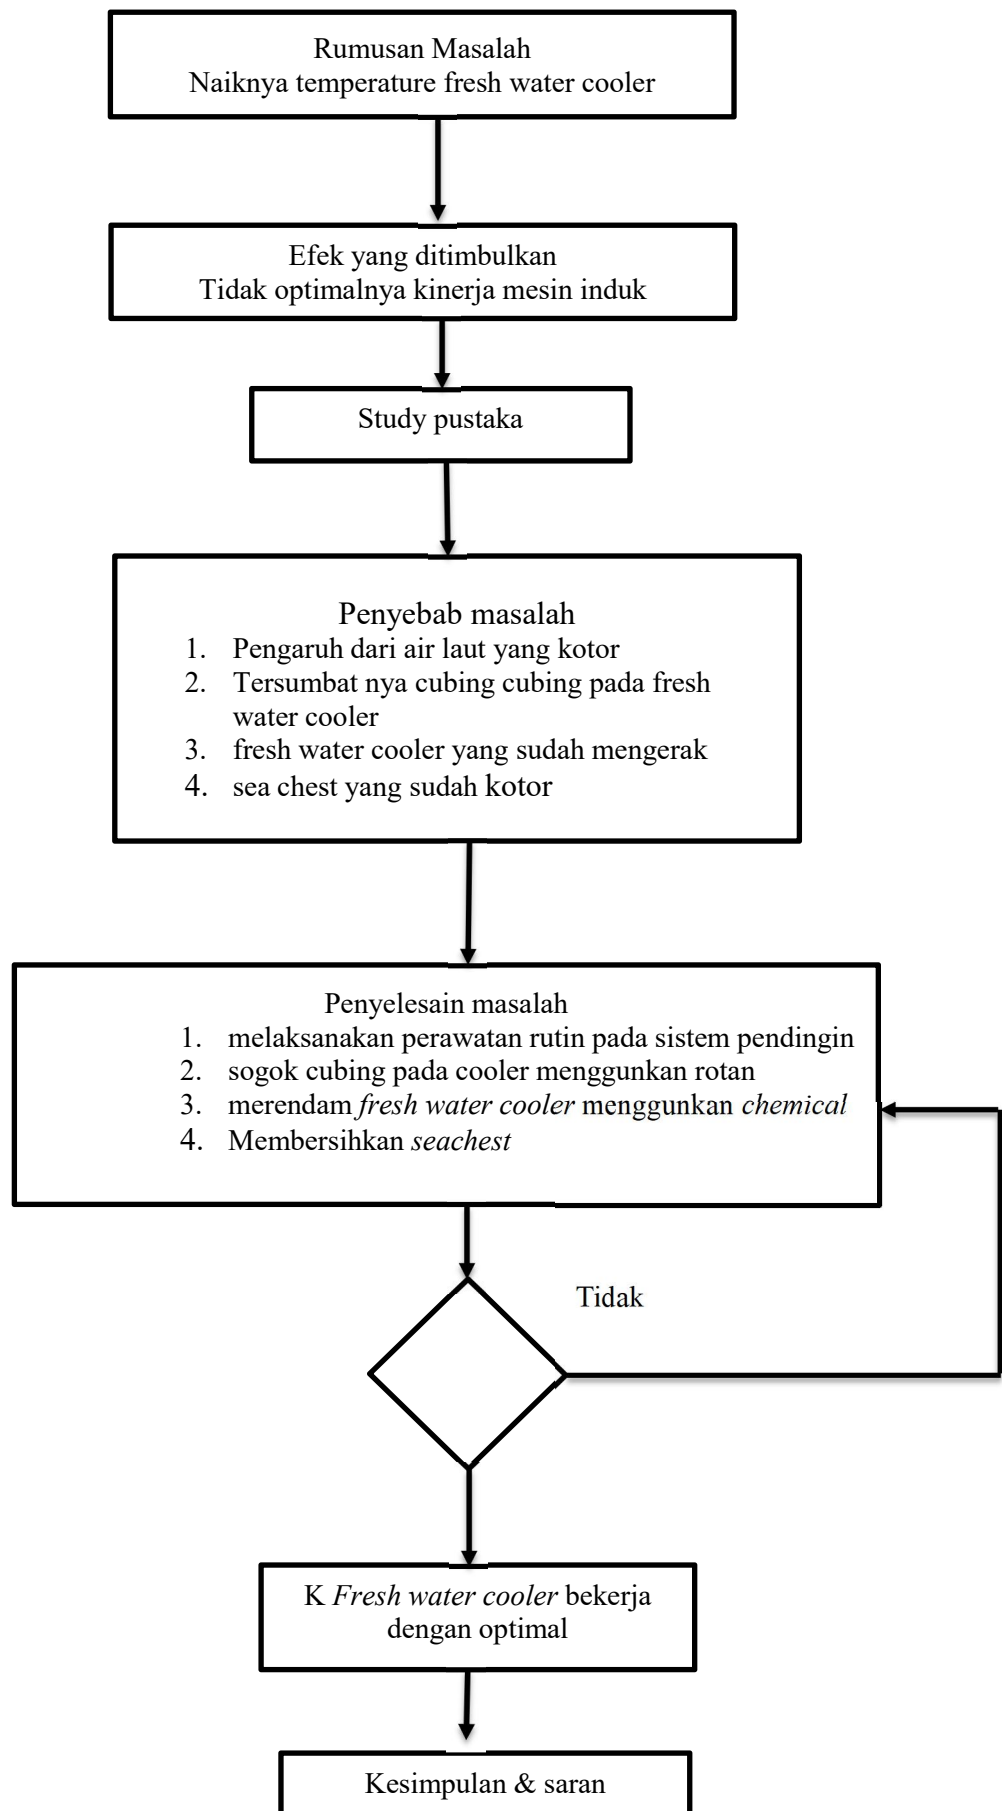 Rumusan Masalah
Naiknya temperature fresh water cooler
Efek yang ditimbulkan
Tidak optimalnya kinerja mesin induk
Study pustaka
Penyebab masalah
1. Pengaruh dari air laut yang kotor
2. Tersumbat nya cubing cubing pada fresh
water cooler
3. fresh water cooler yang sudah mengerak
4. sea chest yang sudah kotor
Penyelesain masalah
1. melaksanakan perawatan rutin pada sistem pendingin
2. sogok cubing pada cooler menggunkan rotan
3. merendam fresh water cooler menggunkan chemical
4. Membersihkan seachest
Tidak
K Fresh water cooler bekerja
dengan optimal
Kesimpulan & saran